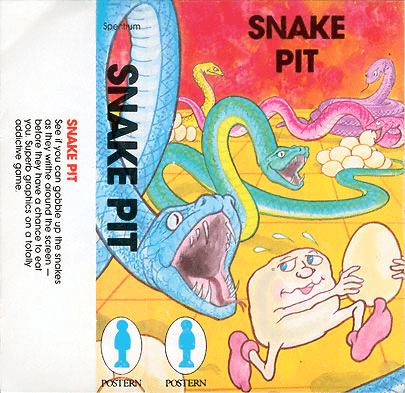 SNAKE PIT
See if you can gobble up the snakes
as they writhe around the screen —
before they have a chance to eat
you. Superb graphics on a totally
addictive game.
Spectrum
SNAKE PIT
POSTERN
SNAKE
PIT
POSTERN